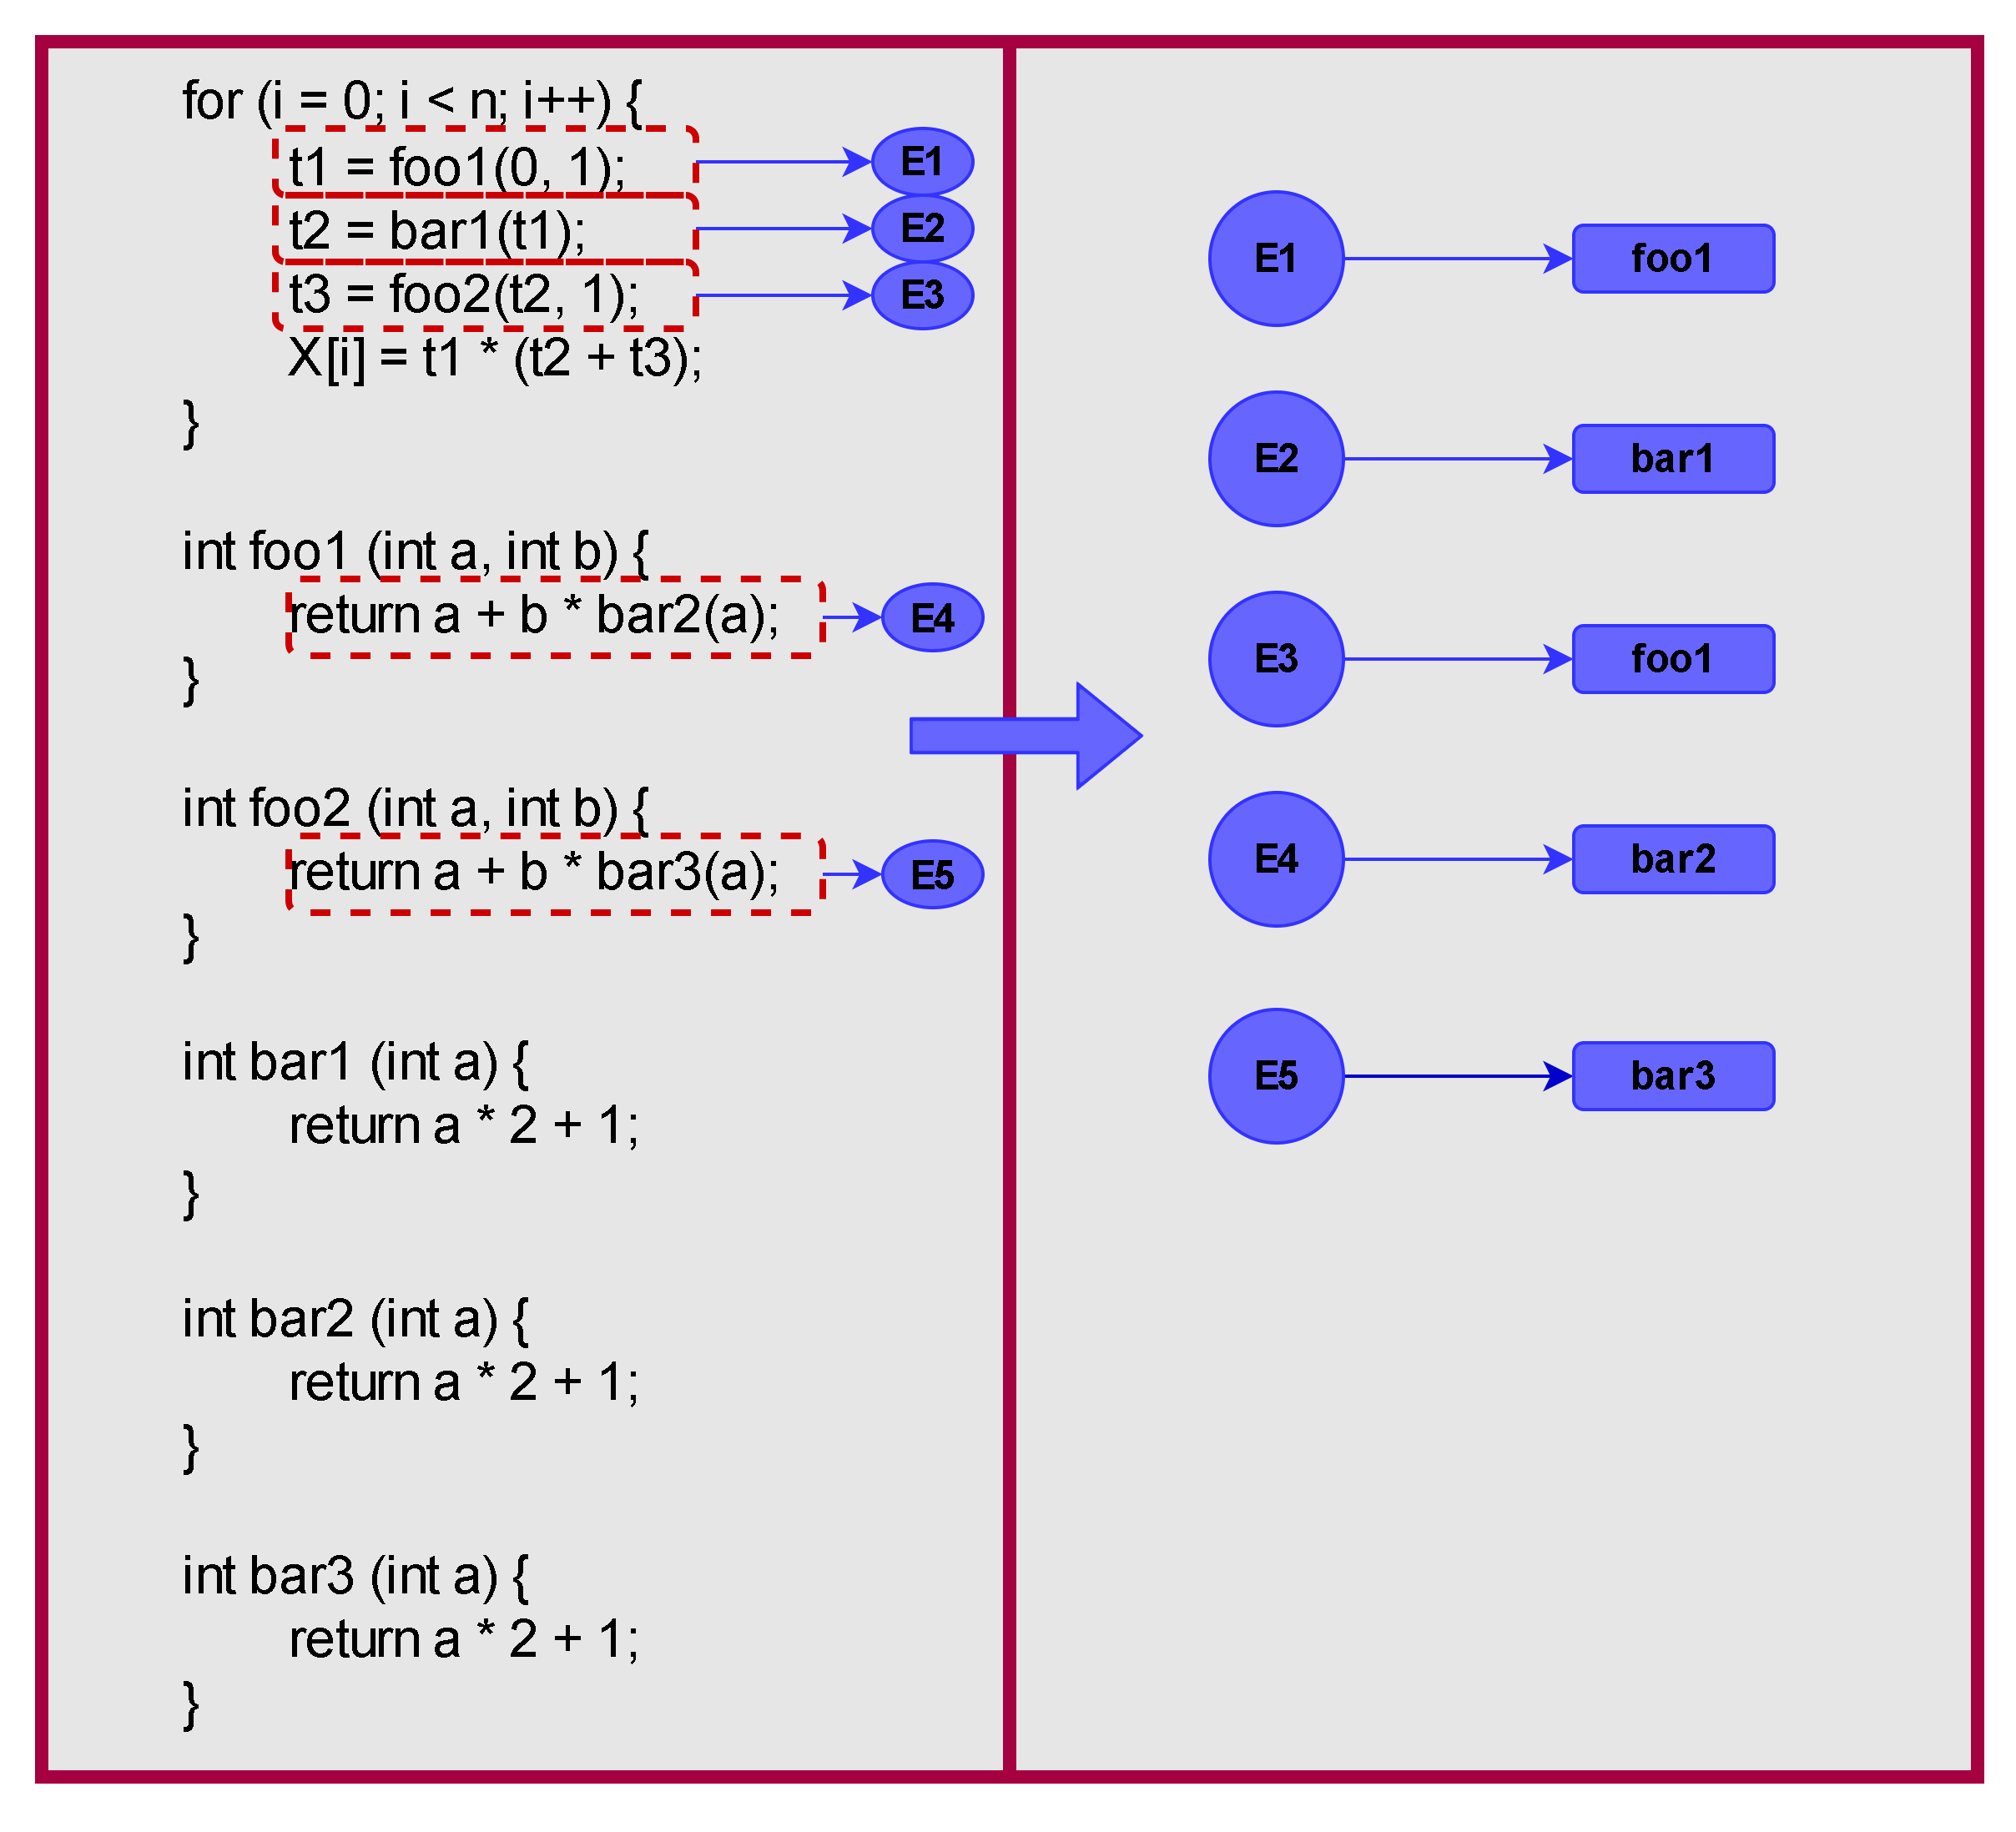 for (i = 0; i < n; i++) {
t1 = foo1(0, 1);
E1
t2 = bar1(t1);
E2
t3 = foo2(t2, 1);
E3
X[i] = t1 * (t2 + t3);
}
int foo1 (int a, int b) {
return a + b * bar2(a);
E4
}
int foo2 (int a, int b) {
return a + b * bar3(a);
E5
}
int bar1 (int a) {
return a * 2 + 1;
}
int bar2 (int a) {
return a * 2 + 1;
}
int bar3 (int a) {
return a * 2 + 1;
}
E1
foo1
E2
bar1
E3
foo1
E4
bar2
E5
bar3